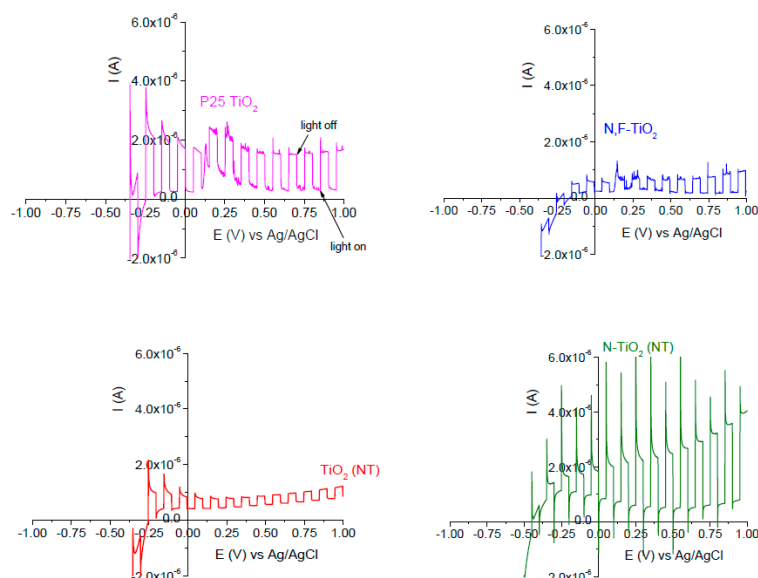 6.0x10⁻⁶
I (A)
P25 TiO₂
4.0x10⁻⁶
light off
2.0x10⁻⁶
0.0
-1.00 -0.75 -0.50 -0.25 0.00 0.25 0.50 0.75 1.00
E (V) vs Ag/AgCl
light on
-2.0x10⁻⁶
6.0x10⁻⁶
I (A)
4.0x10⁻⁶
N,F-TiO₂
2.0x10⁻⁶
0.0
-1.00 -0.75 -0.50 -0.25 0.00 0.25 0.50 0.75 1.00
E (V) vs Ag/AgCl
-2.0x10⁻⁶
6.0x10⁻⁶
I (A)
4.0x10⁻⁶
2.0x10⁻⁶
TiO₂ (NT)
0.0
-1.00 -0.75 -0.50 -0.25 0.00 0.25 0.50 0.75 1.00
E (V) vs Ag/AgCl
-2.0x10⁻⁶
N-TiO₂ (NT)
6.0x10⁻⁶
I (A)
4.0x10⁻⁶
2.0x10⁻⁶
0.0
-1.00 -0.75 -0.50 -0.25 0.00 0.25 0.50 0.75 1.00
E (V) vs Ag/AgCl
-2.0x10⁻⁶